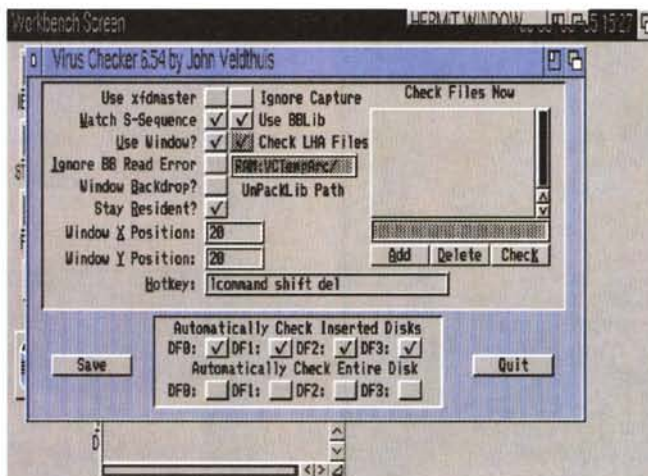 Workbench Screen
HERMIT WINDOW
15:27
Virus Checker 6.54 by John Veldthuis
Use xfdmaster
Ignore Capture
Watch S-Sequence
Use BBLib
Use Window?
Check LHA Files
Ignore BB Read Error
RAM:VCTempArc/
Window Backdrop?
UnPackLib Path
Stay Resident?
Window X Position: 20
Window Y Position: 20
Hotkey: lcommand shift del
Check Files Now
Add Delete Check
Automatically Check Inserted Disks
DF0: DF1: DF2: DF3:
Automatically Check Entire Disk
DF0: DF1: DF2: DF3:
Save
Quit
D